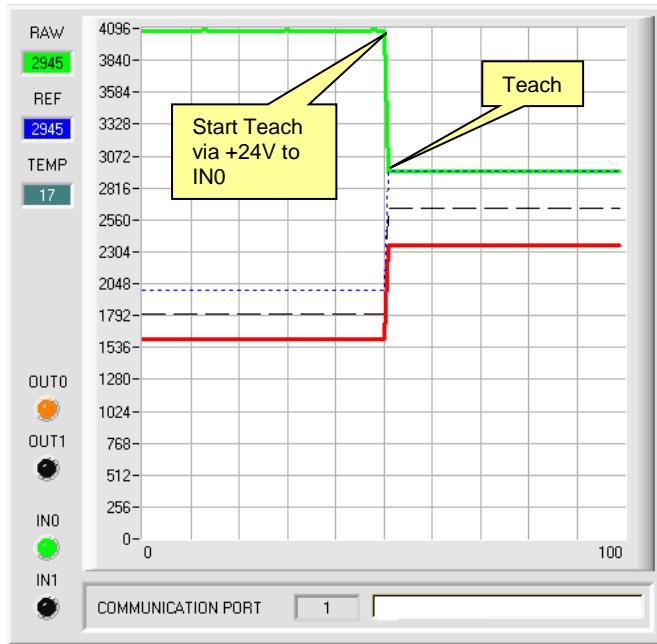 RAW
2945
REF
2945
TEMP
17
OUT0
OUT1
IN0
IN1
4096
3840
3584
3328
3072
2816
2560
2304
2048
1792
1536
1280
1024
768
512
256
0
0
100
Start Teach
via +24V to
IN0
Teach
COMMUNICATION PORT 1